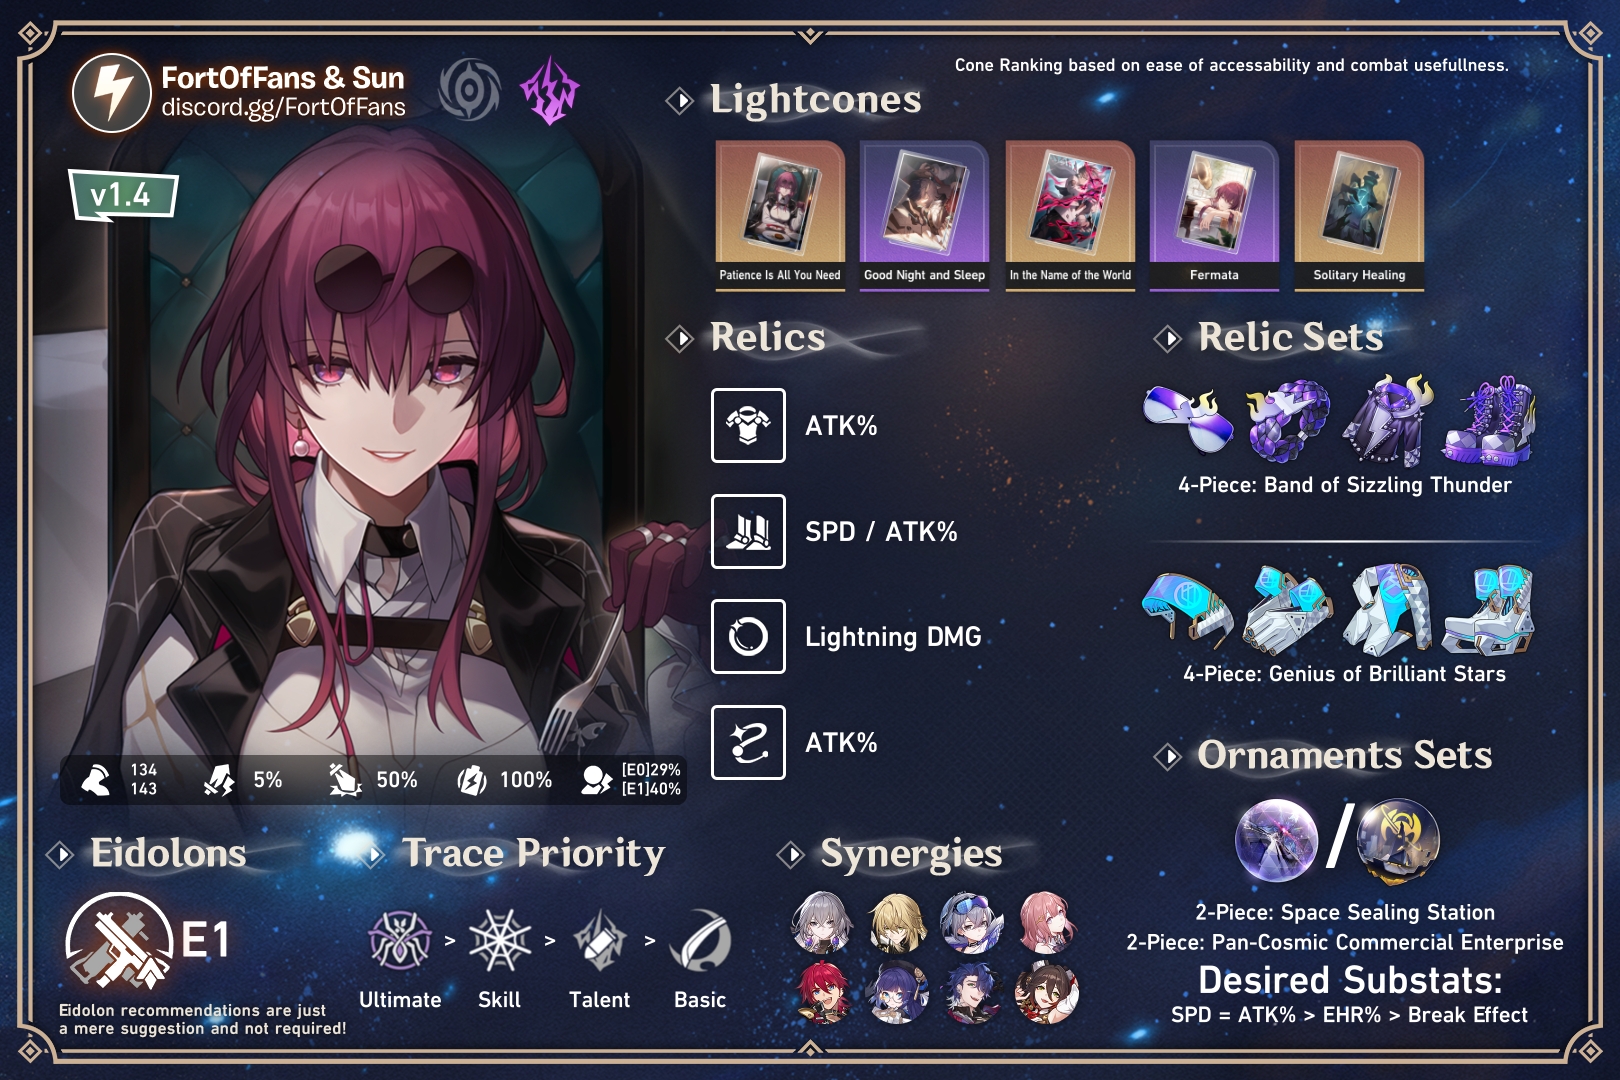 FortOfFans & Sun
discord.gg/FortOfFans
v1.4
Cone Ranking based on ease of accessability and combat usefullness.
Lightcones
Patience Is All You Need
Good Night and Sleep
In the Name of the World
Fermata
Solitary Healing
Relics
ATK%
SPD / ATK%
Lightning DMG
ATK%
Relic Sets
4-Piece: Band of Sizzling Thunder
4-Piece: Genius of Brilliant Stars
Ornaments Sets
/
2-Piece: Space Sealing Station
2-Piece: Pan-Cosmic Commercial Enterprise
Desired Substats:
SPD = ATK% > EHR% > Break Effect
134
143
5%
50%
100%
[E0]29%
[E1]40%
Eidolons
E1
Eidolon recommendations are just
a mere suggestion and not required!
Trace Priority
> > >
Ultimate Skill Talent Basic
Synergies